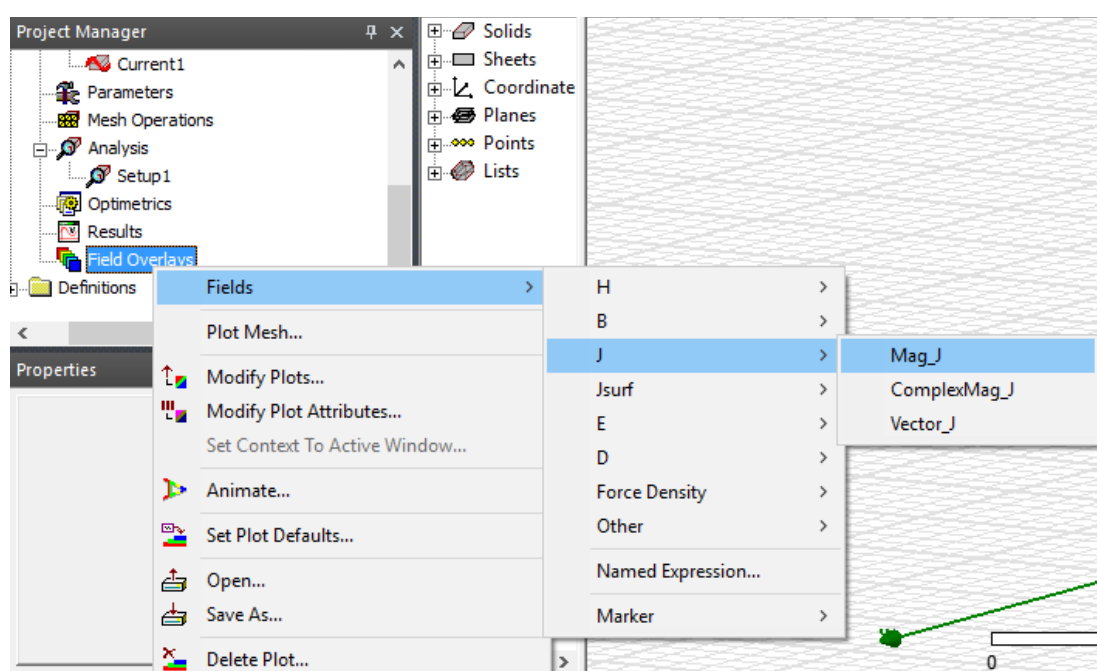 Project Manager
Current1
Parameters
Mesh Operations
Analysis
Setup1
Optimetrics
Results
Field Overlays
Definitions
Properties
Solids
Sheets
Coordinate
Planes
Points
Lists
Fields
Plot Mesh...
Modify Plots...
Modify Plot Attributes...
Set Context To Active Window...
Animate...
Set Plot Defaults...
Open...
Save As...
Delete Plot...
H
B
J
Jsurf
E
D
Force Density
Other
Named Expression...
Marker
Mag_J
ComplexMag_J
Vector_J
0